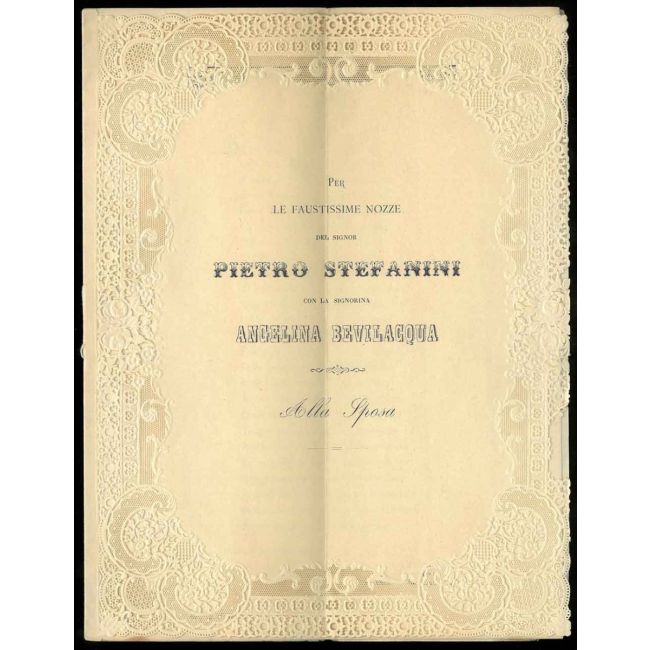 Per
le faustissime nozze
del signor
PIETRO STEFANINI
con la signorina
ANGELINA BEVILACQUA
Alla Sposa